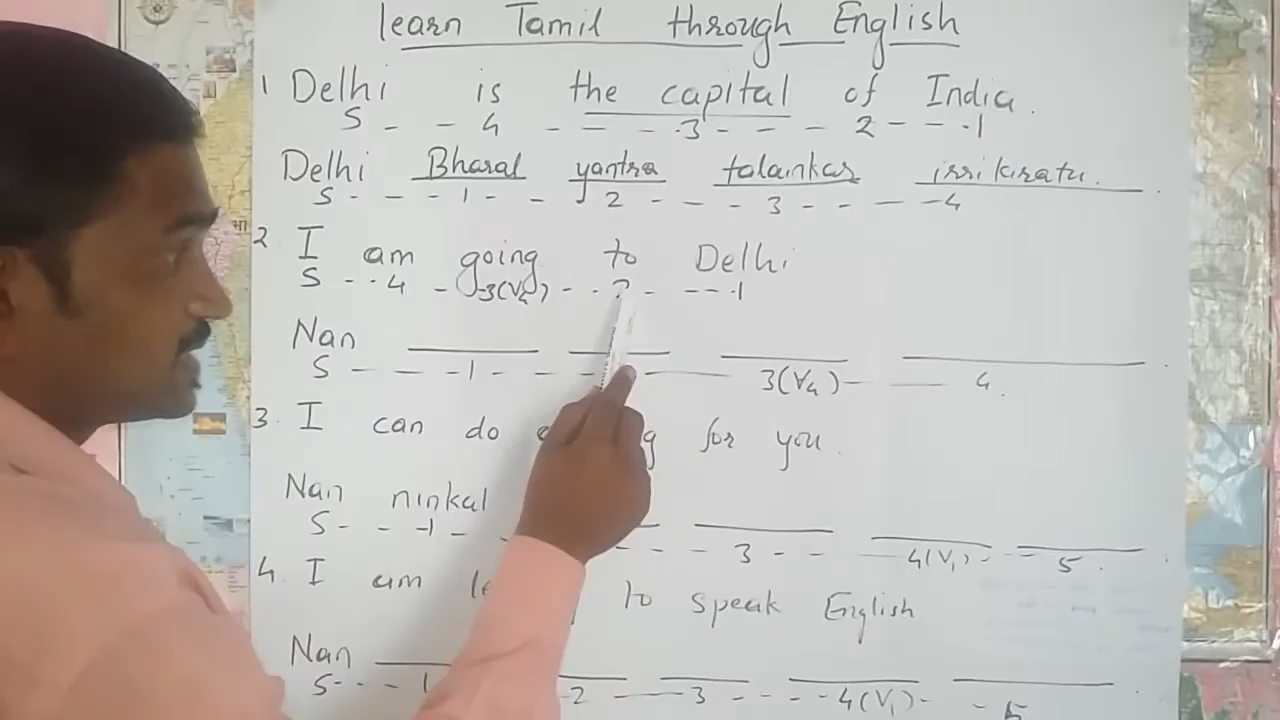 learn Tamil through English
1 Delhi is the capital of India.
S - - 4 - - - 3 - - - 2 - - - 1
Delhi Bharal yantra talainkar irrikiratu.
S - - - 1 - - 2 - - - 3 - - - - 4
2. I am going to Delhi
S - - 4 - 3(V4) - - 2 - - - - 1
Nan
S - - 1 - - - 3(V4) - - 4.
3. I can do for you.
Nan ninkal
S - - 1 - - - - 3 - - 4(V1) - - 5.
4. I am to speak English
Nan
S - - - 1 2 - 3 - - - 4(V1) - - 5